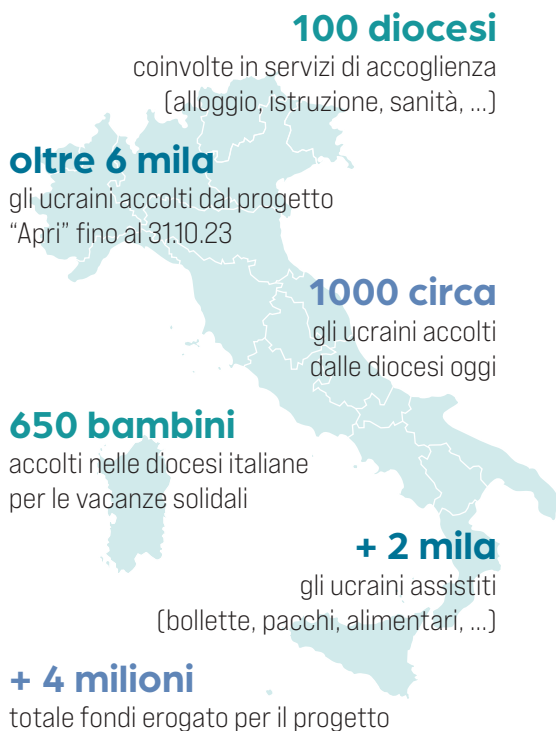 100 diocesi
coinvolte in servizi di accoglienza
(alloggio, istruzione, sanità, ...)
oltre 6 mila
gli ucraini accolti dal progetto
“Apri” fino al 31.10.23
1000 circa
gli ucraini accolti
dalle diocesi oggi
650 bambini
accolti nelle diocesi italiane
per le vacanze solidali
+ 2 mila
gli ucraini assistiti
(bollette, pacchi, alimentari, ...)
+ 4 milioni
totale fondi erogato per il progetto